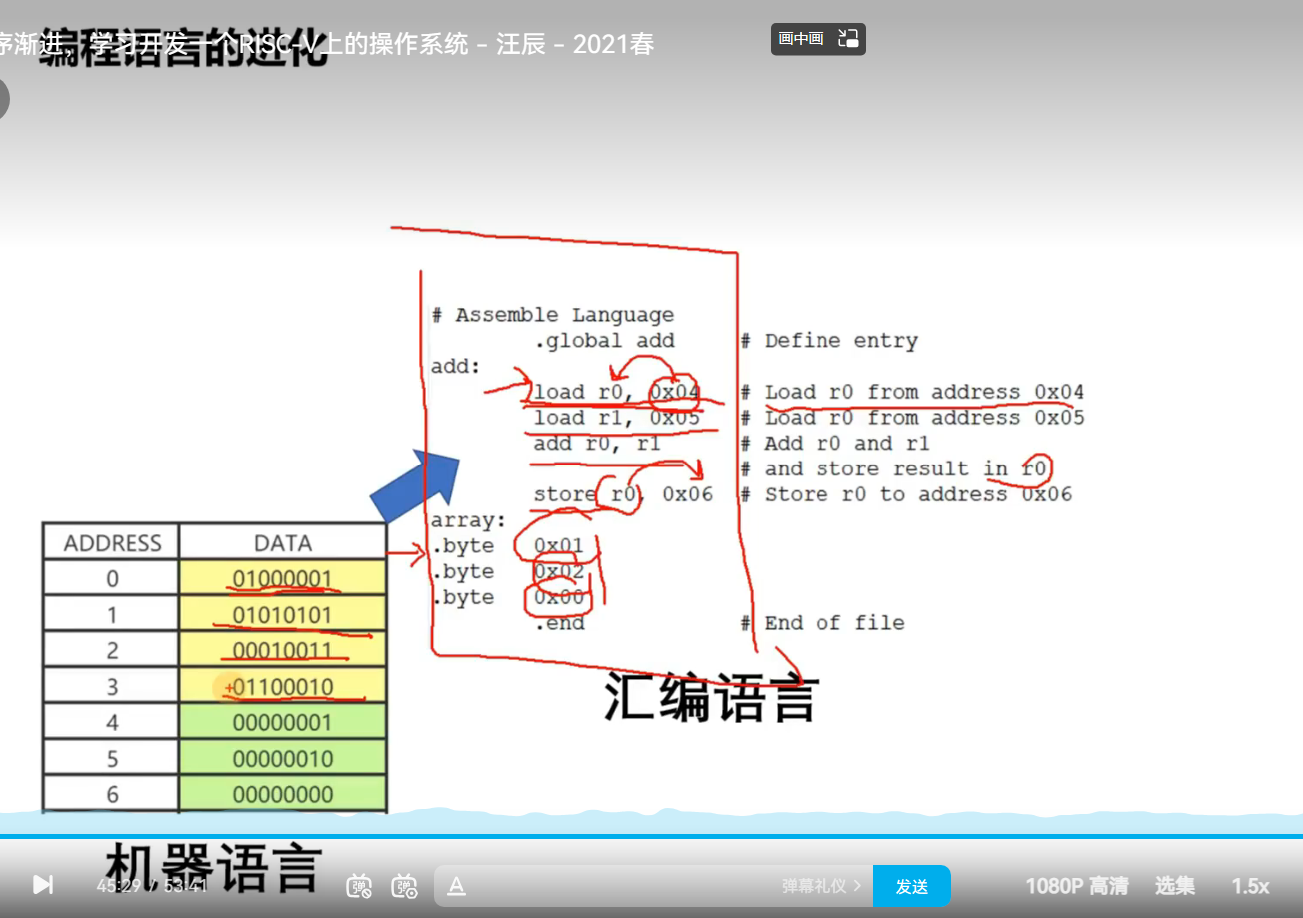 序渐进，学习开发一个RISC-V上的操作系统 - 汪辰 - 2021春
画中画
编程语言的进化
# Assemble Language
.global add # Define entry
add:
load r0, 0x04 # Load r0 from address 0x04
load r1, 0x05 # Load r0 from address 0x05
add r0, r1 # Add r0 and r1
# and store result in r0
store r0, 0x06 # Store r0 to address 0x06
array:
.byte 0x01
.byte 0x02
.byte 0x00
.end # End of file
汇编语言
ADDRESS DATA
0 01000001
1 01010101
2 00010011
3 01100010
4 00000001
5 00000010
6 00000000
机器语言
45:29 / 53:41
弹
弹
A
弹幕礼仪 >
发送
1080P 高清
选集
1.5x